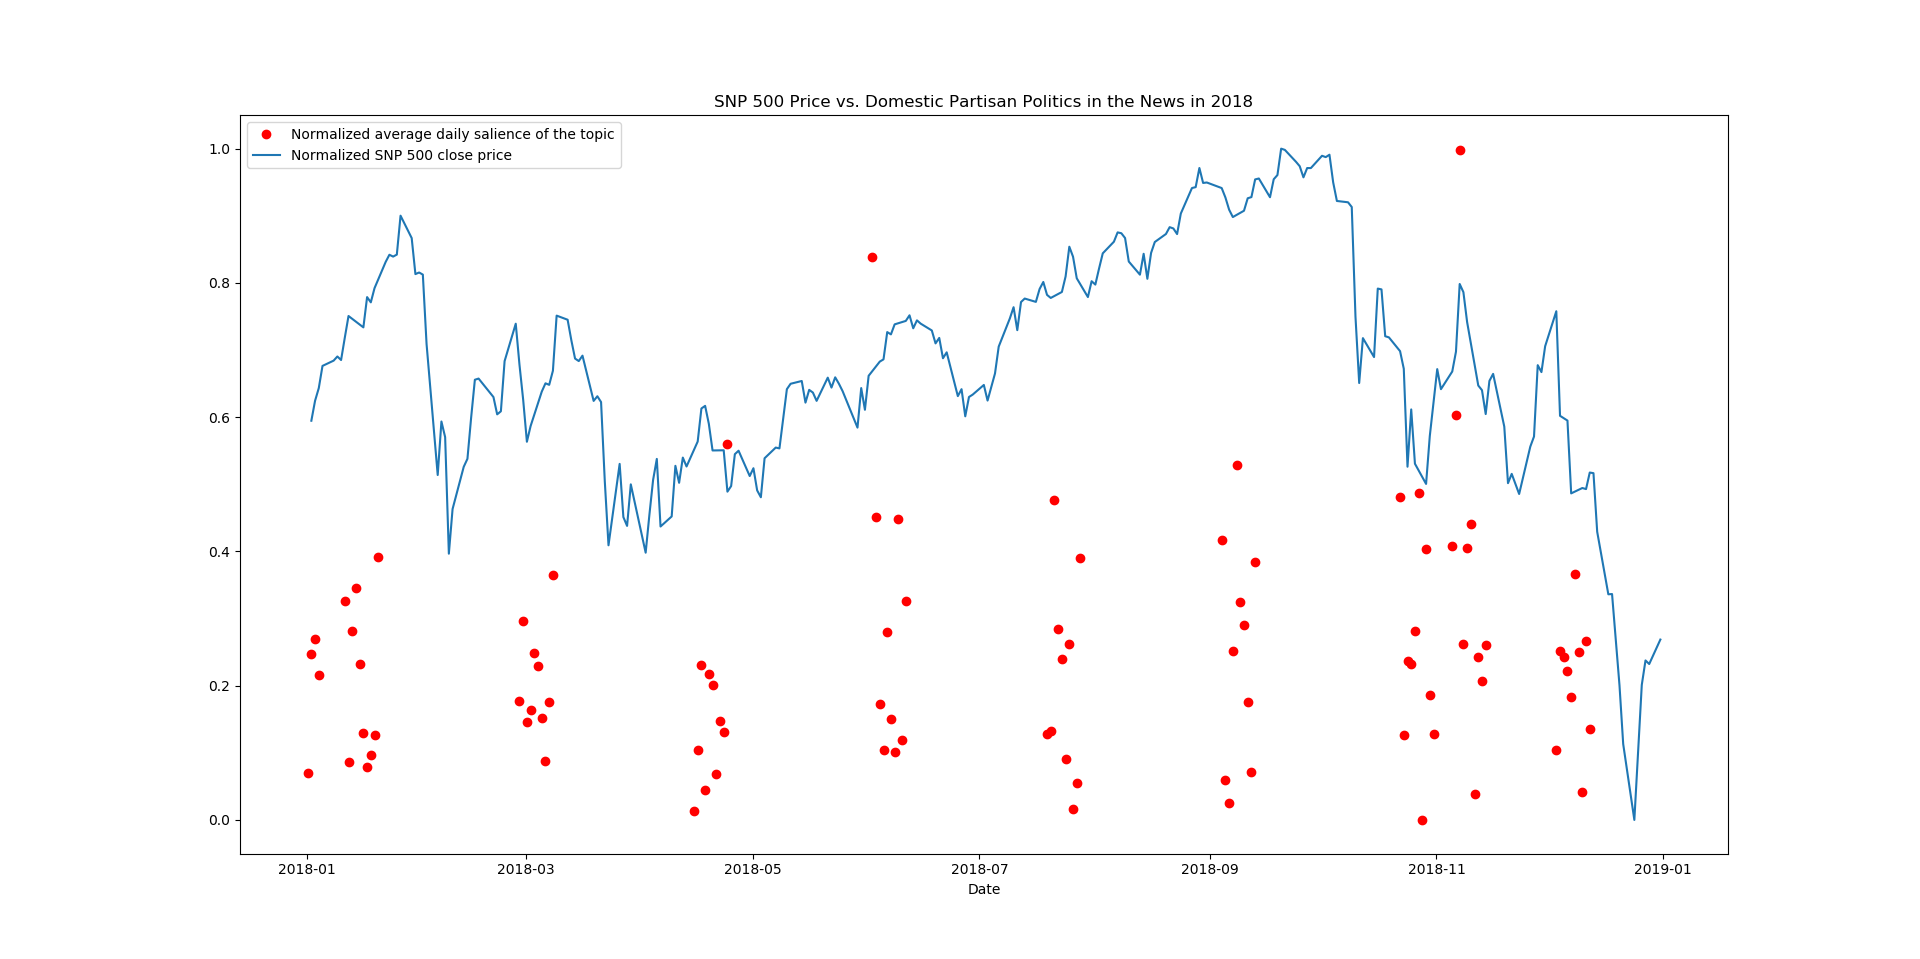 SNP 500 Price vs. Domestic Partisan Politics in the News in 2018
Normalized average daily salience of the topic
Normalized SNP 500 close price
1.0
0.8
0.6
0.4
0.2
0.0
2018-01 2018-03 2018-05 2018-07 2018-09 2018-11 2019-01
Date